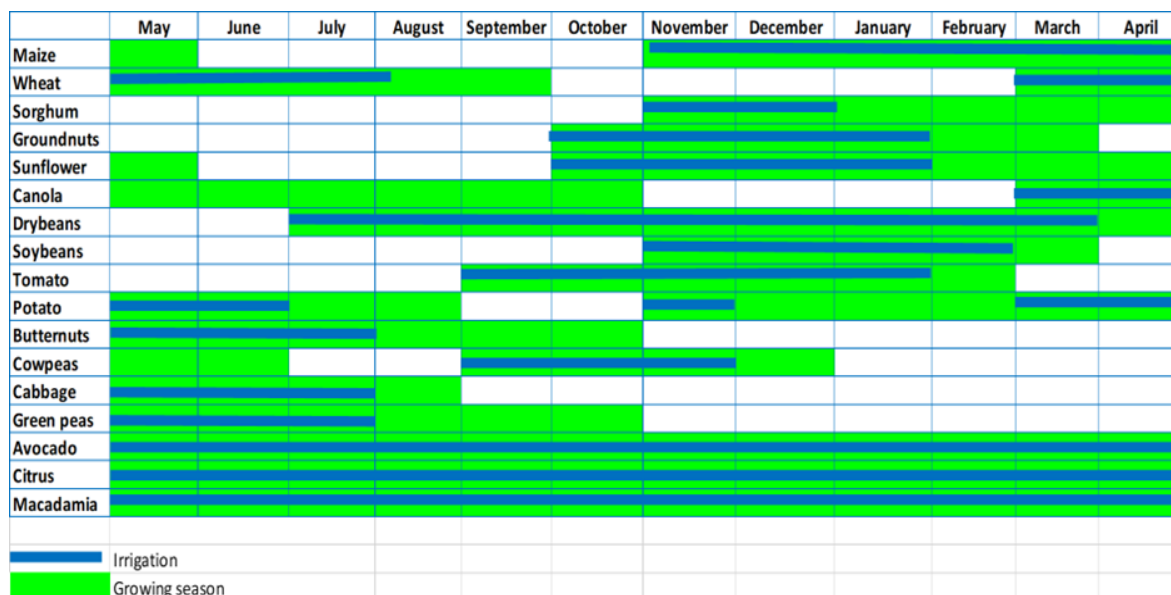 May June July August September October November December January February March April
Maize
Wheat
Sorghum
Groundnuts
Sunflower
Canola
Drybeans
Soybeans
Tomato
Potato
Butternuts
Cowpeas
Cabbage
Green peas
Avocado
Citrus
Macadamia
Irrigation
Growing season